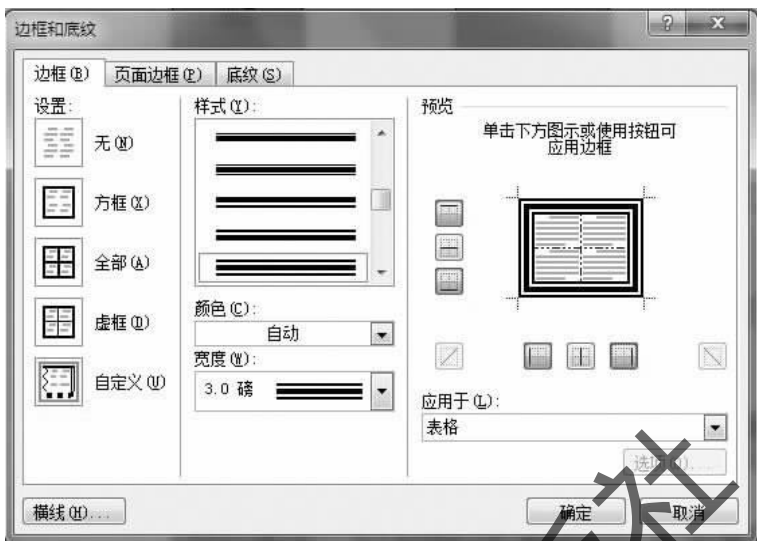 边框和底纹
边框(B) 页面边框(P) 底纹(S)
设置:
无(N)
方框(X)
全部(A)
虚框(D)
自定义(U)
样式(Y):
颜色(C):
自动
宽度(W):
3.0 磅
预览
单击下方图示或使用按钮可
应用边框
应用于(L):
表格
横线(H)...
确定
取消
社